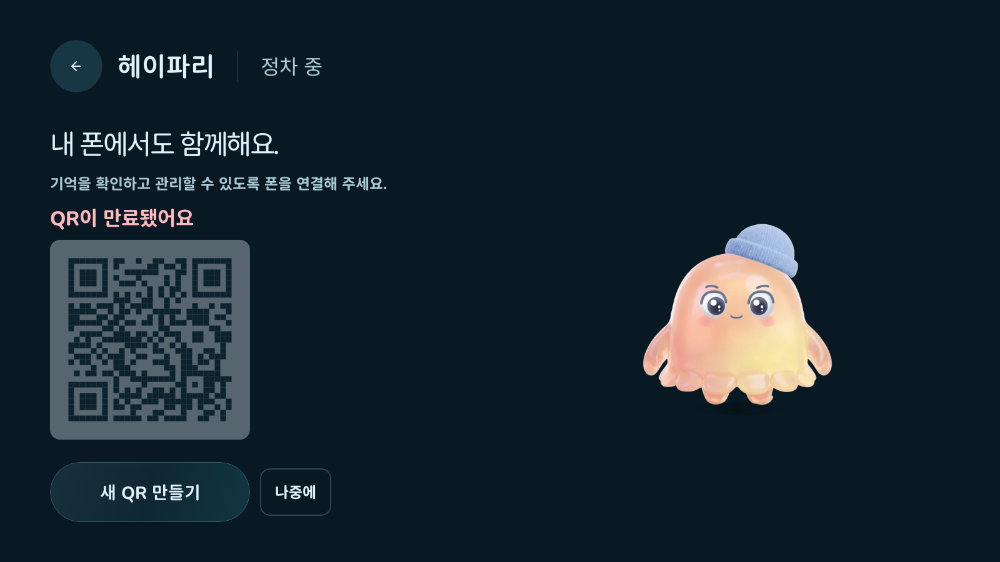 헤이파리
정차 중
내 폰에서도 함께해요.
기억을 확인하고 관리할 수 있도록 폰을 연결해 주세요.
QR이 만료됐어요
새 QR 만들기
나중에